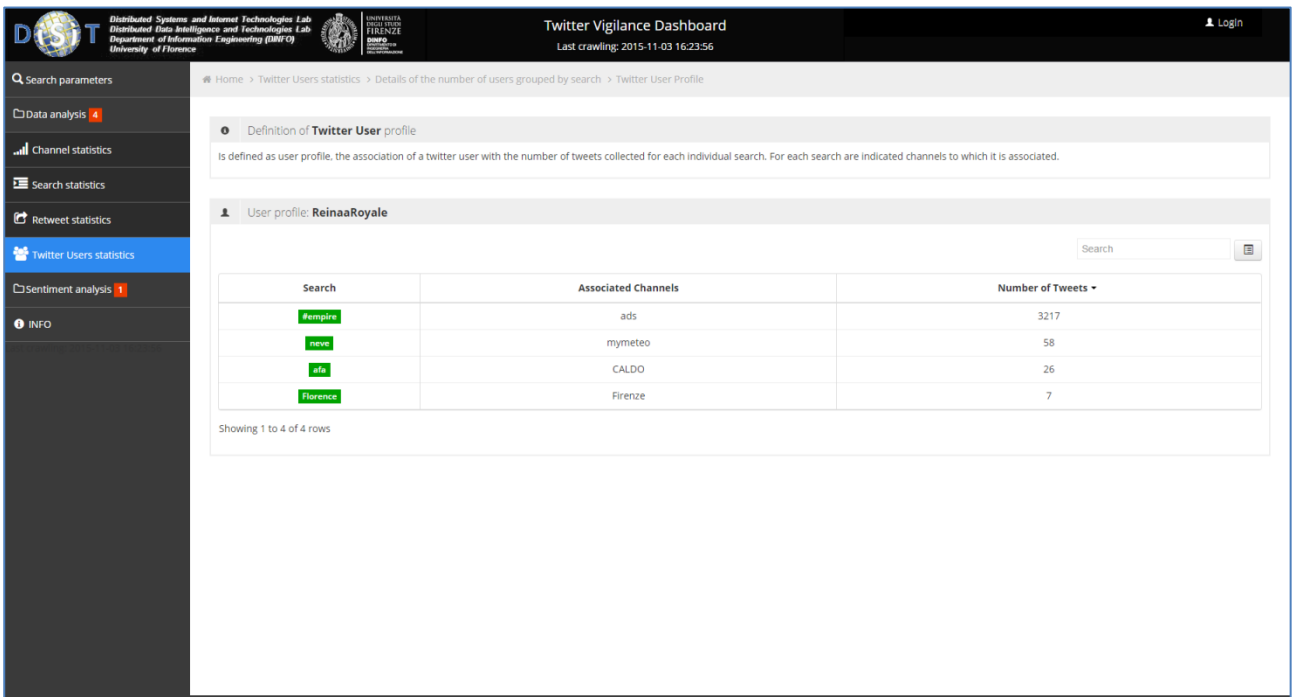 DISIT
Distributed Systems and Internet Technologies Lab
Distributed Data Intelligence and Technologies Lab
Department of Information Engineering (DINFO)
University of Florence
UNIVERSITÀ
DEGLI STUDI
FIRENZE
DINFO
Twitter Vigilance Dashboard
Last crawling: 2015-11-03 16:23:56
Login
Search parameters
Home > Twitter Users statistics > Details of the number of users grouped by search > Twitter User Profile
Data analysis 4
Channel statistics
Search statistics
Retweet statistics
Twitter Users statistics
Sentiment analysis 1
INFO
Definition of Twitter User profile
Is defined as user profile, the association of a twitter user with the number of tweets collected for each individual search. For each search are indicated channels to which it is associated.
User profile: ReinaaRoyale
Search
Search Associated Channels Number of Tweets
#empire ads 3217
neve mymeteo 58
afa CALDO 26
Florence Firenze 7
Showing 1 to 4 of 4 rows